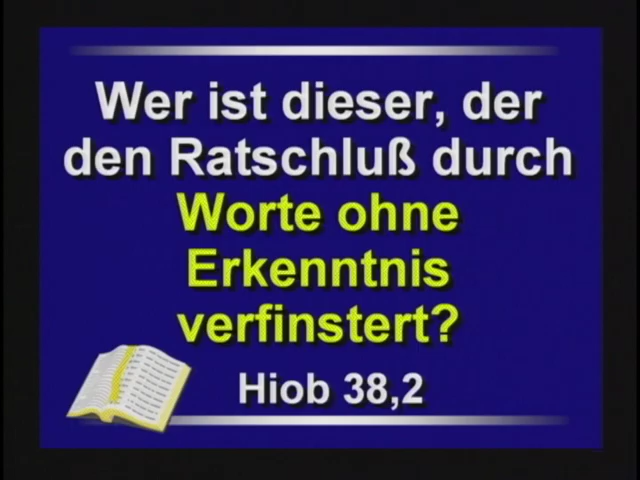 Wer ist dieser, der
den Ratschluß durch
Worte ohne
Erkenntnis
verfinstert?
Hiob 38,2